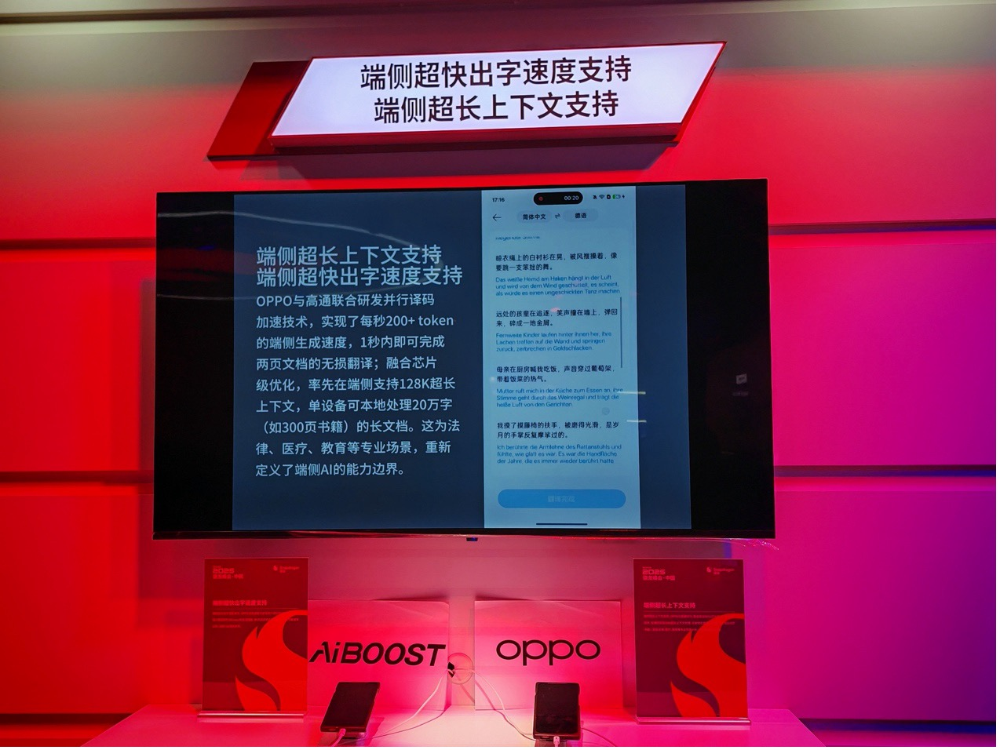 端侧超快出字速度支持
端侧超长上下文支持
端侧超长上下文支持
端侧超快出字速度支持
OPPO与高通联合研发并行译码
加速技术，实现了每秒200+ token
的端侧生成速度，1秒内即可完成
两页文档的无损翻译；融合芯片
级优化，率先在端侧支持128K超长
上下文，单设备可本地处理20万字
（如300页书籍）的长文档。这为法
律、医疗、教育等专业场景，重新
定义了端侧AI的能力边界。
17:16
00:20
简体中文 ⇌ 德语
晾衣绳上的白衬衫在晃，被风推搡着，像
要跳一支笨拙的舞。
Das weiße Hemd am Haken hängt in der Luft
und wird von dem Wind geschüttelt, es scheint,
als würde es einen ungeschickten Tanz machen.
远处的孩童在追逐，笑声撞在墙上，弹回
来，碎成一地金屑。
Fernweite Kinder laufen hinter ihnen her, ihre
Lachen treffen auf die Wand und springen
zurück, zerbrechen in Goldschlacken.
母亲在厨房喊我吃饭，声音穿过葡萄架，
带着饭菜的热气。
Mutter ruft mich in der Küche zum Essen an, ihre
Stimme geht durch das Weinregal und trägt die
heiße Luft von den Gerichten.
我摸了摸藤椅的扶手，被磨得光滑，是岁
月的手掌反复摩挲过的。
Ich berührte die Armlehne des Rattanstuhls und
fühlte, wie glatt es war. Es war die Handfläche
der Jahre, die es immer wieder berührt hatte.
翻译完成
2025
骁龙峰会·中国
端侧超快出字速度支持
AiBOOST
oppo
2025
骁龙峰会·中国
端侧超长上下文支持